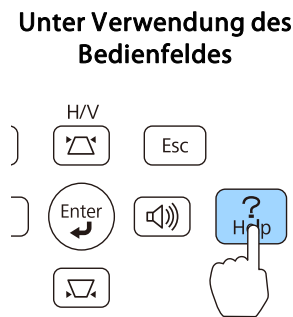 Unter Verwendung des
Bedienfeldes
H/V
Esc
Enter
?
Help